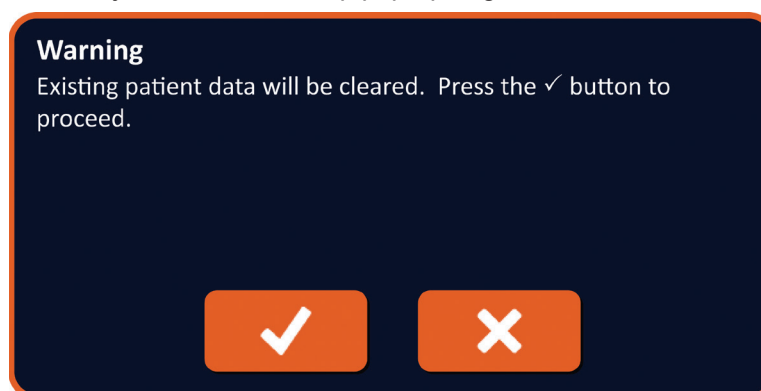 Warning
Existing patient data will be cleared. Press the ✓ button to
proceed.